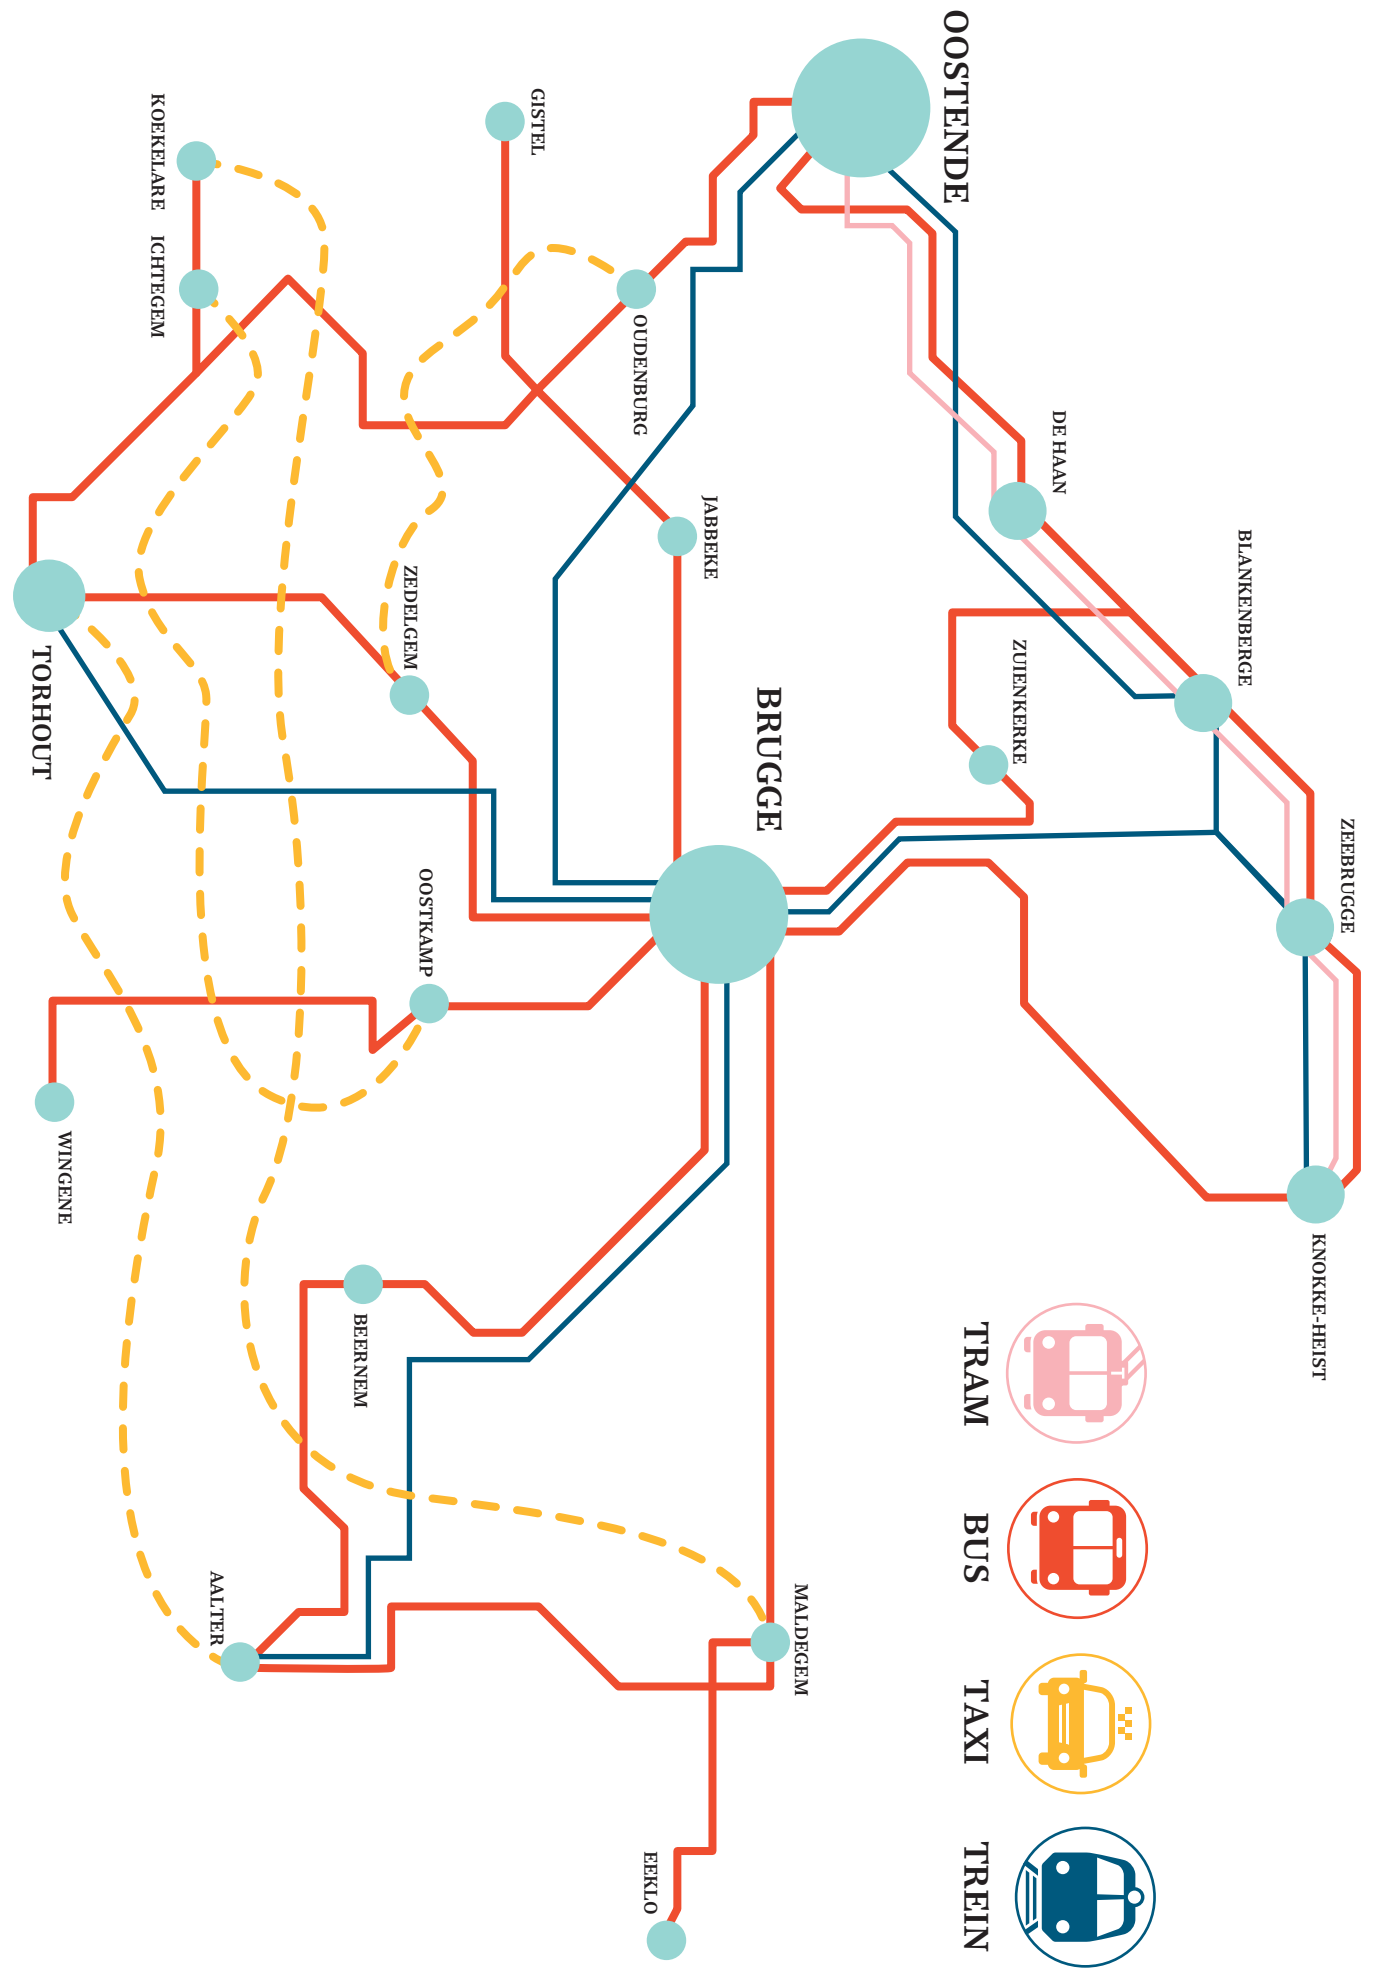 OOSTENDE
DE HAAN
BLANKENBERGE
ZEEBRUGGE
KNOKKE-HEIST
ZUIENKERKE
GISTEL
OUDENBURG
JABBEKE
BRUGGE
KOEKELARE
ICHTEGEM
ZEDELGEM
TORHOUT
OOSTKAMP
WINGENE
BEERNEM
AALTER
MALDEGEM
EEKLO
TRAM
BUS
TAXI
TREIN